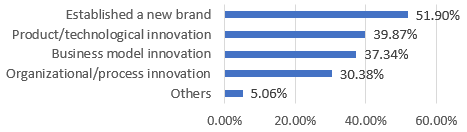 Established a new brand 51.90%
Product/technological innovation 39.87%
Business model innovation 37.34%
Organizational/process innovation 30.38%
Others 5.06%
0.00% 20.00% 40.00% 60.00%